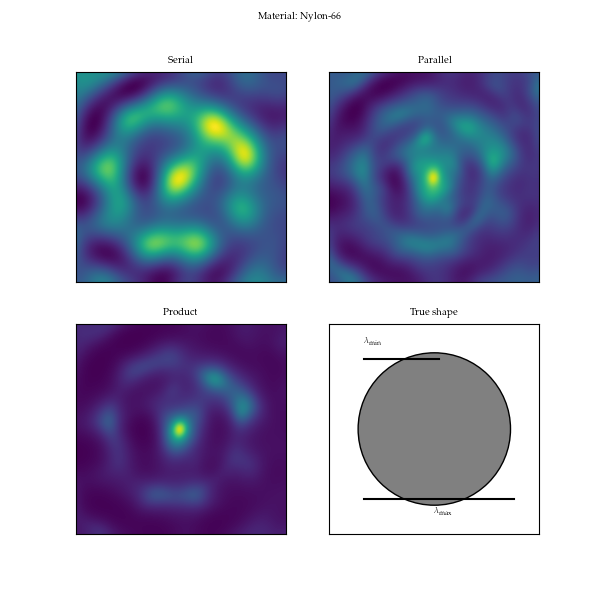 Material: Nylon-66
Serial
Parallel
Product
True shape
λmin
λmax